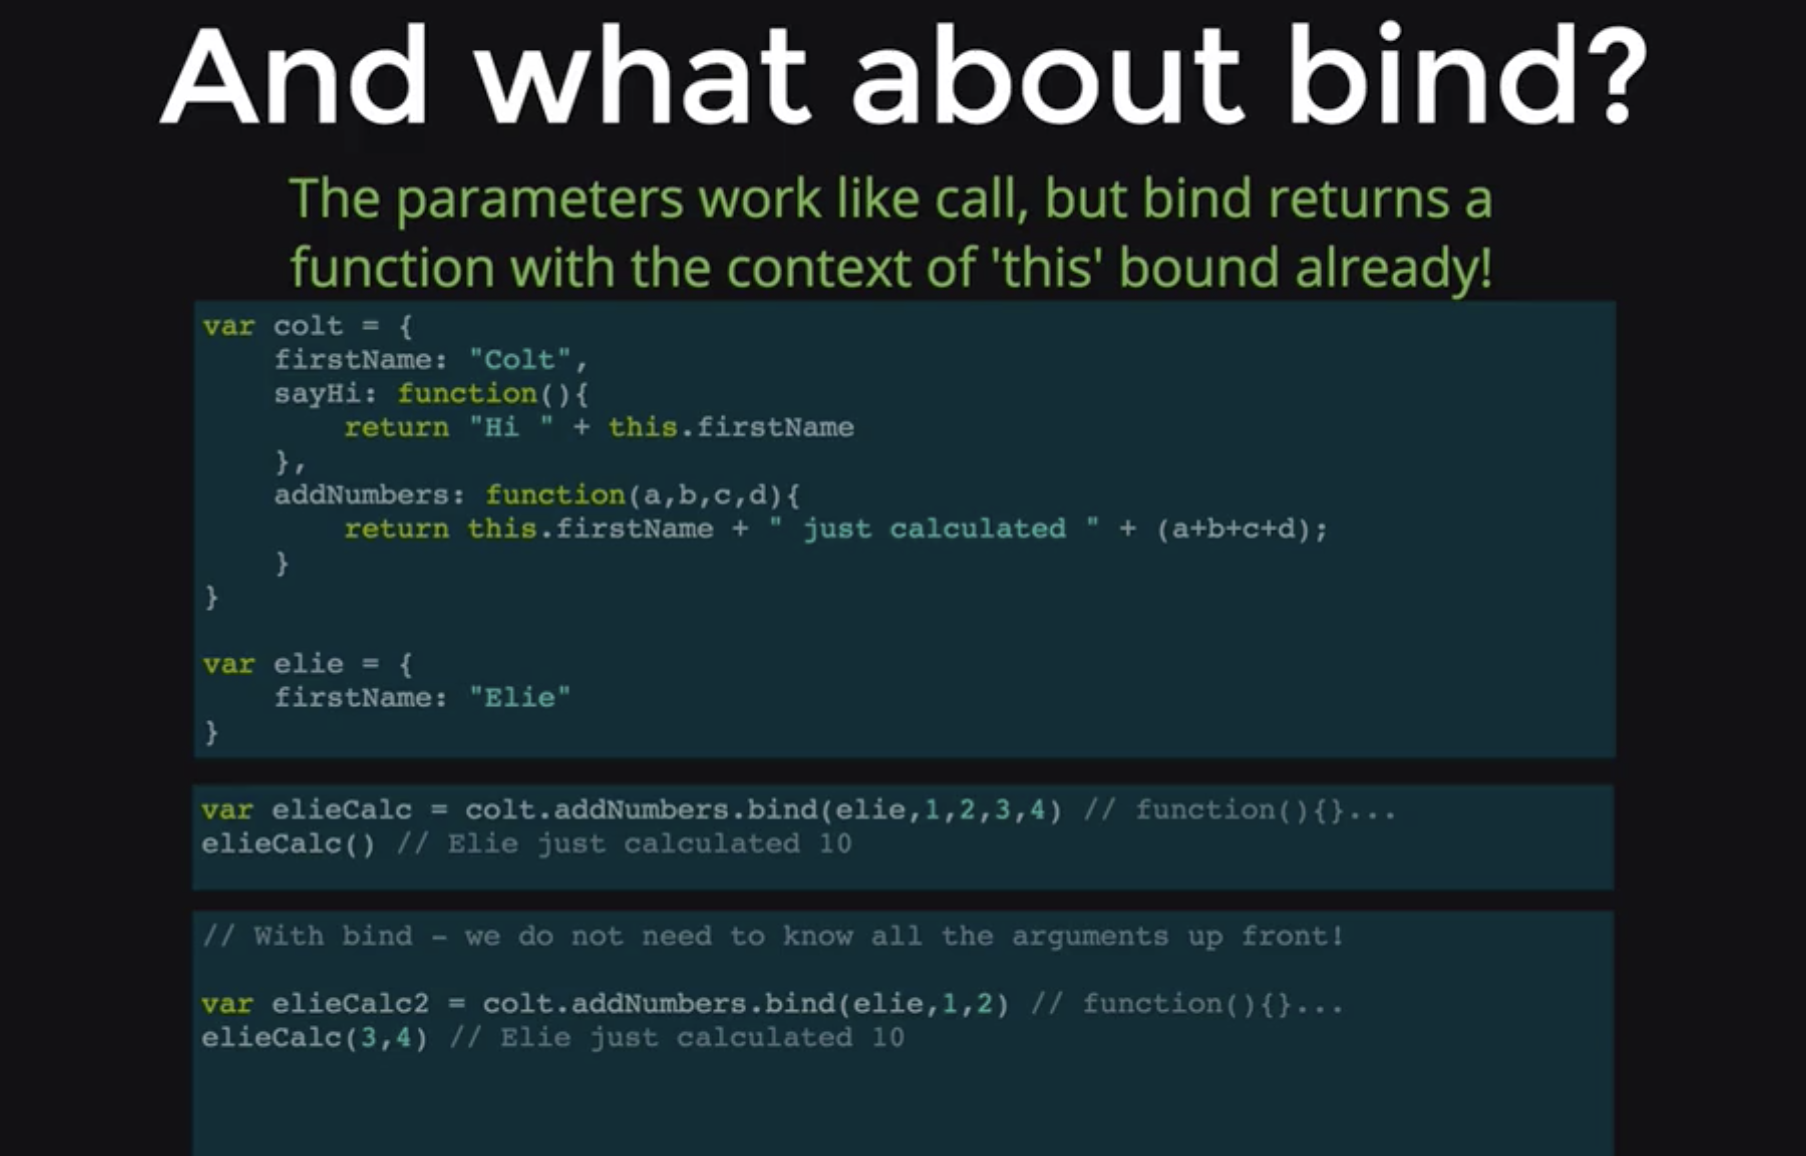 And what about bind?
The parameters work like call, but bind returns a
function with the context of 'this' bound already!
var colt = {
    firstName: "Colt",
    sayHi: function(){
        return "Hi " + this.firstName
    },
    addNumbers: function(a,b,c,d){
        return this.firstName + " just calculated " + (a+b+c+d);
    }
}
var elie = {
    firstName: "Elie"
}
var elieCalc = colt.addNumbers.bind(elie,1,2,3,4) // function(){}...
elieCalc() // Elie just calculated 10
// With bind - we do not need to know all the arguments up front!
var elieCalc2 = colt.addNumbers.bind(elie,1,2) // function(){}...
elieCalc(3,4) // Elie just calculated 10